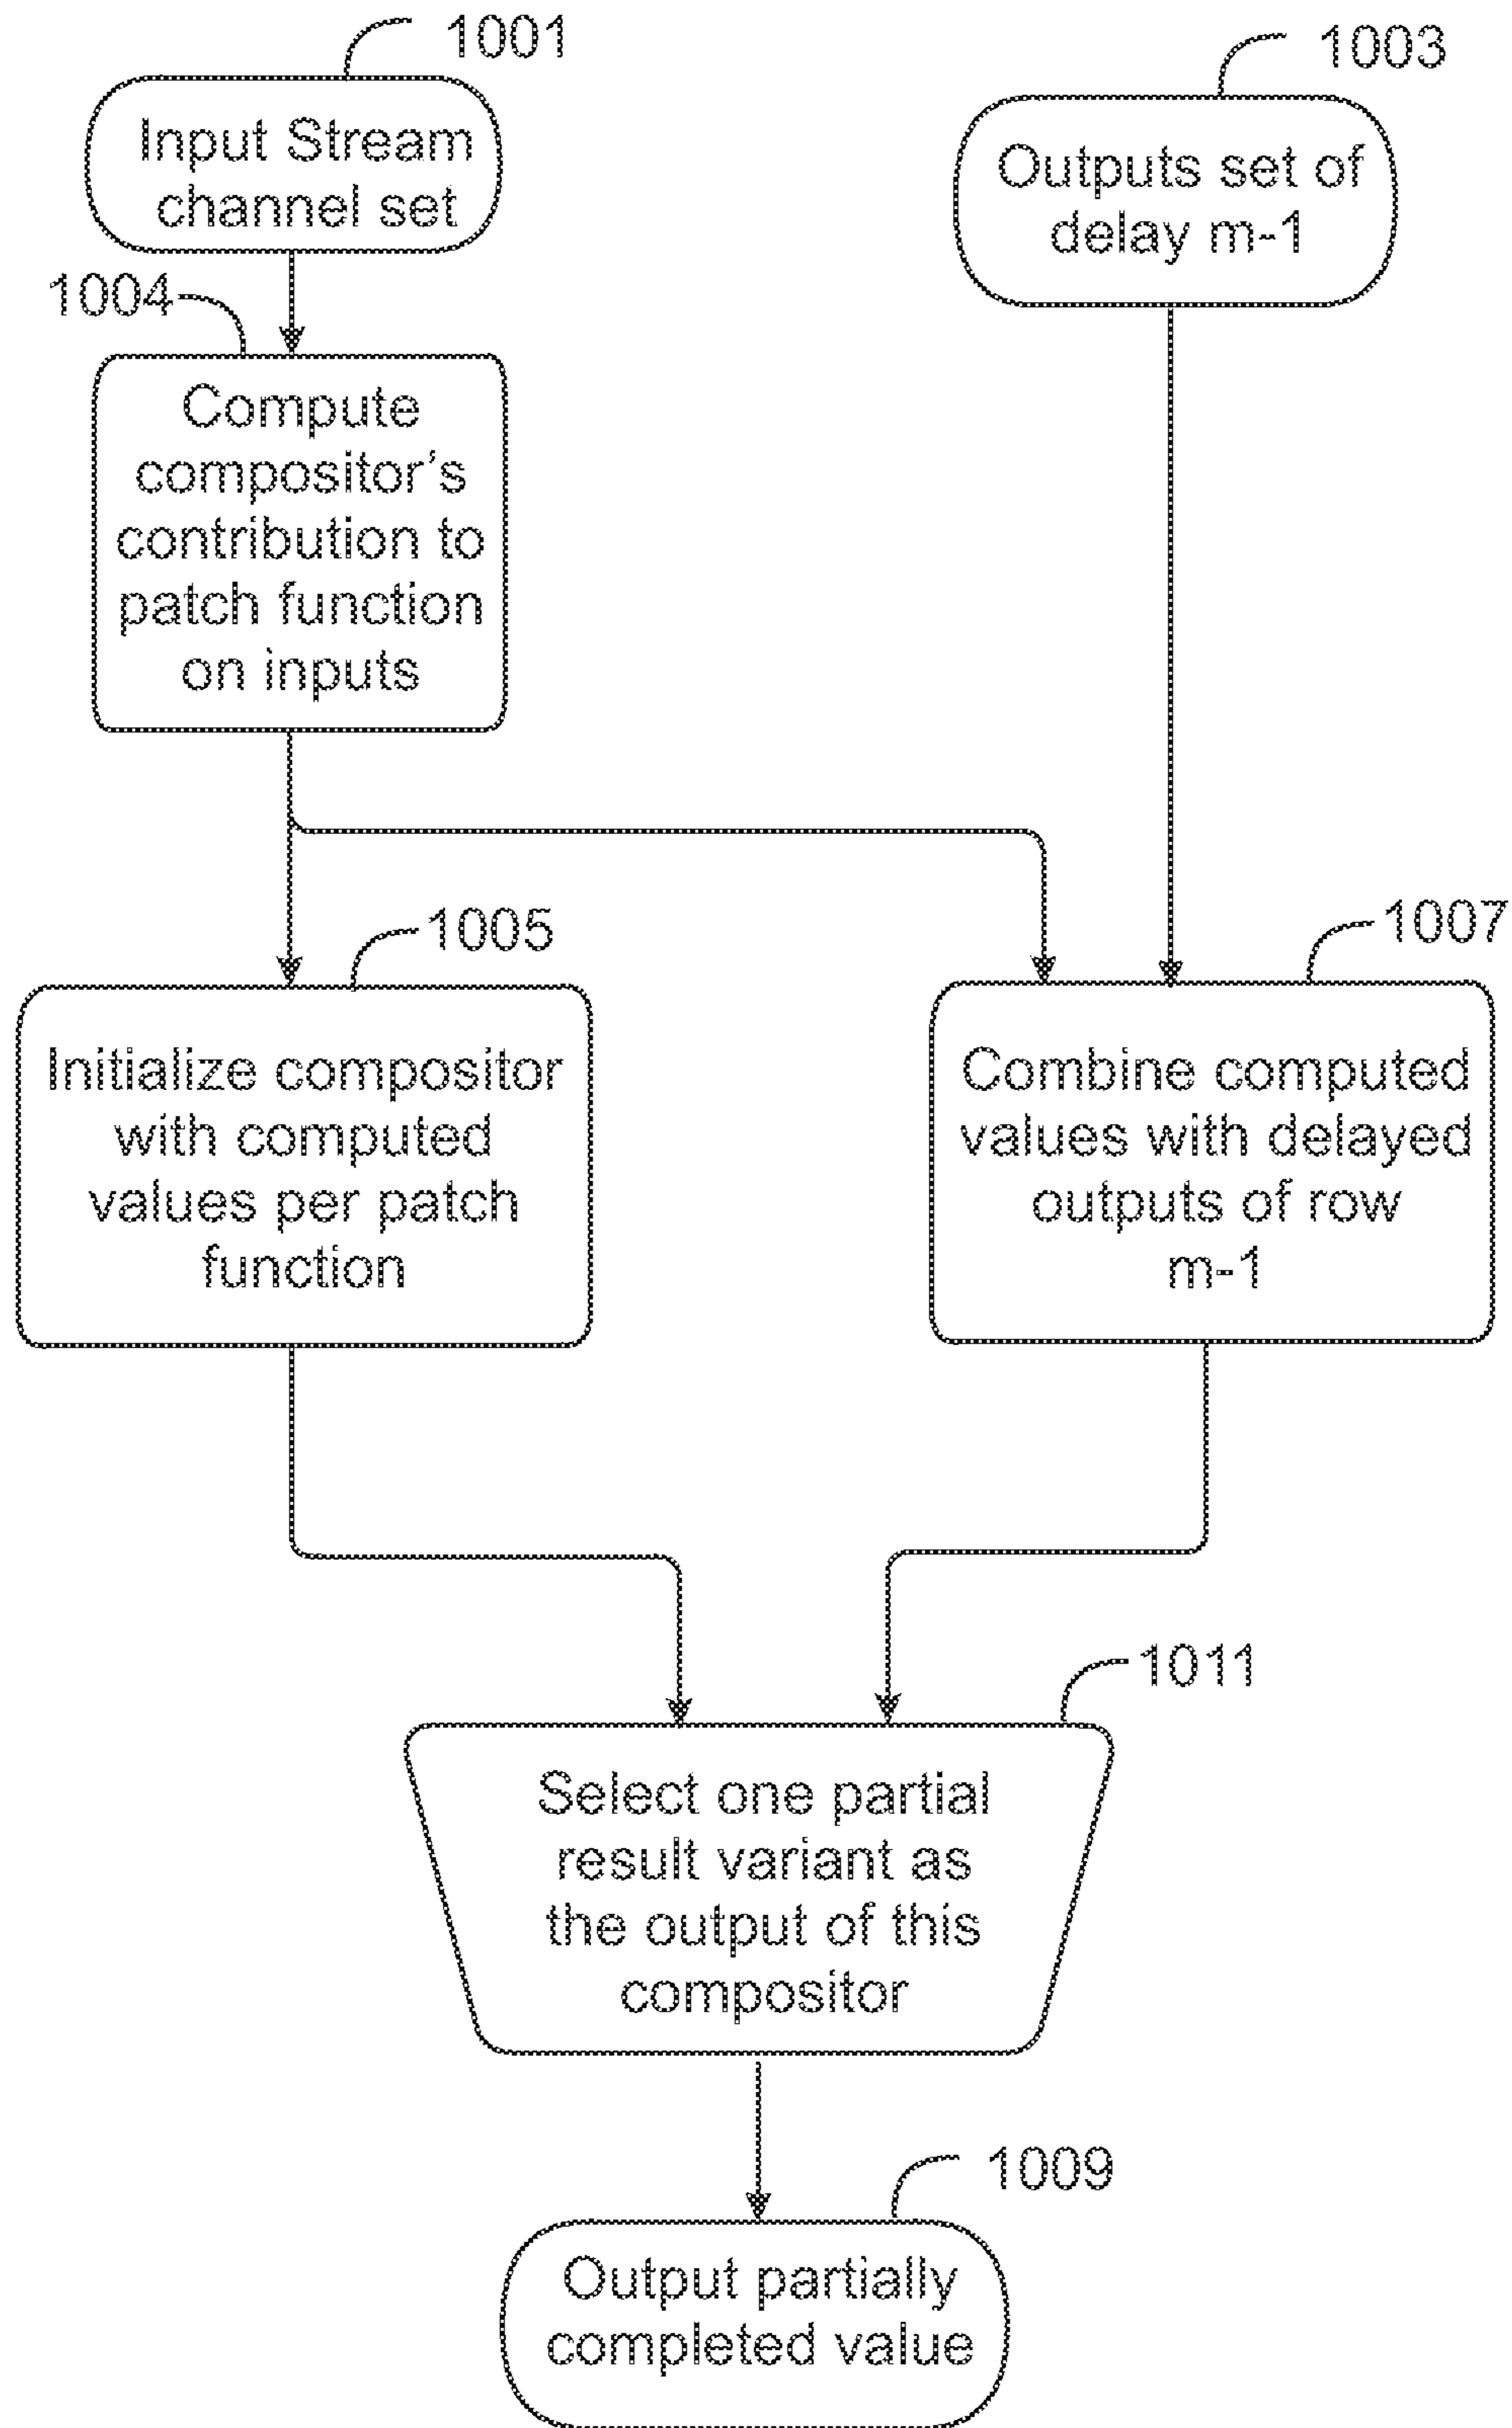 1001
Input Stream
channel set
1003
Outputs set of
delay m-1
1004
Compute
compositor's
contribution to
patch function
on inputs
1005
Initialize compositor
with computed
values per patch
function
1007
Combine computed
values with delayed
outputs of row
m-1
1011
Select one partial
result variant as
the output of this
compositor
1009
Output partially
completed value